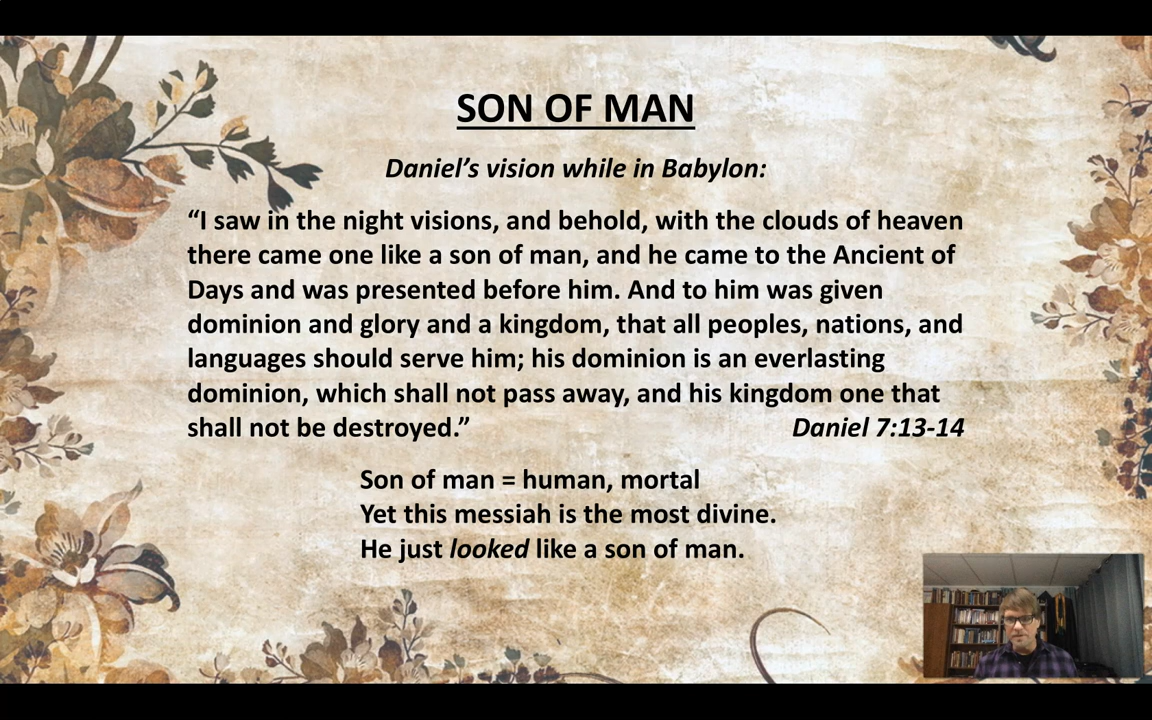 SON OF MAN
Daniel’s vision while in Babylon:
“I saw in the night visions, and behold, with the clouds of heaven
there came one like a son of man, and he came to the Ancient of
Days and was presented before him. And to him was given
dominion and glory and a kingdom, that all peoples, nations, and
languages should serve him; his dominion is an everlasting
dominion, which shall not pass away, and his kingdom one that
shall not be destroyed.” Daniel 7:13-14
Son of man = human, mortal
Yet this messiah is the most divine.
He just looked like a son of man.